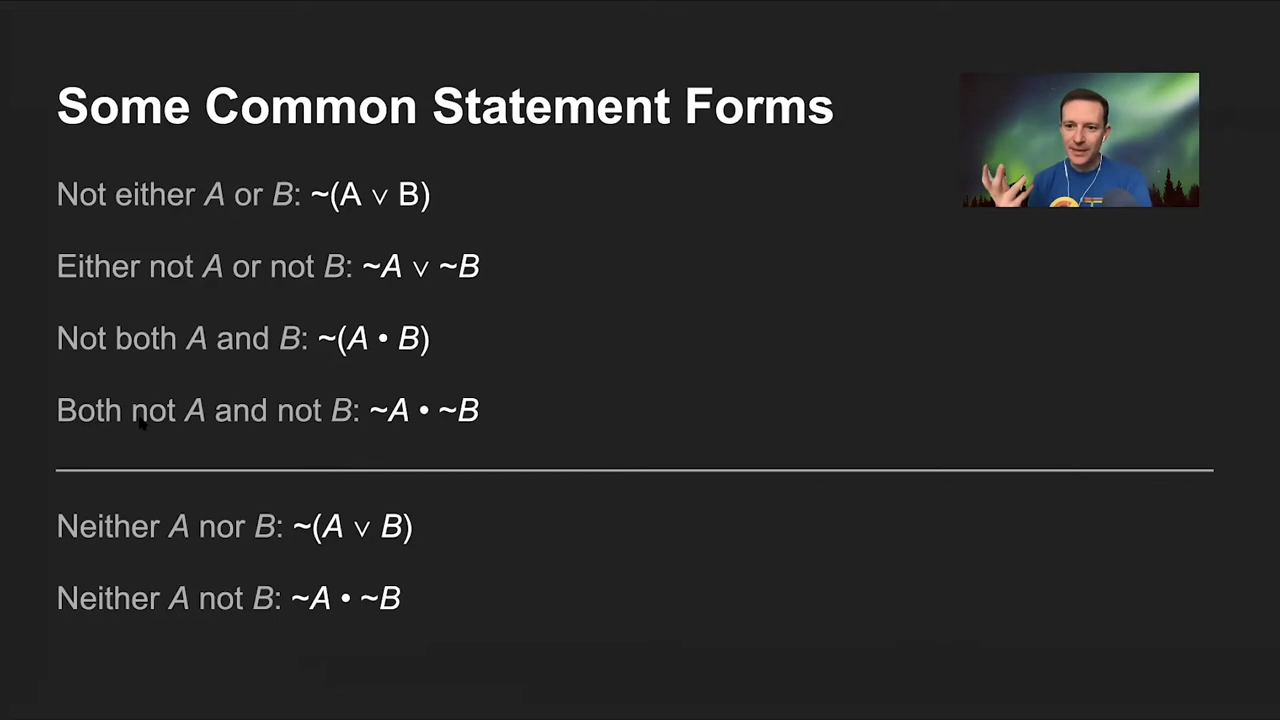 Some Common Statement Forms
Not either A or B: ~(A ∨ B)
Either not A or not B: ~A ∨ ~B
Not both A and B: ~(A • B)
Both not A and not B: ~A • ~B
Neither A nor B: ~(A ∨ B)
Neither A not B: ~A • ~B